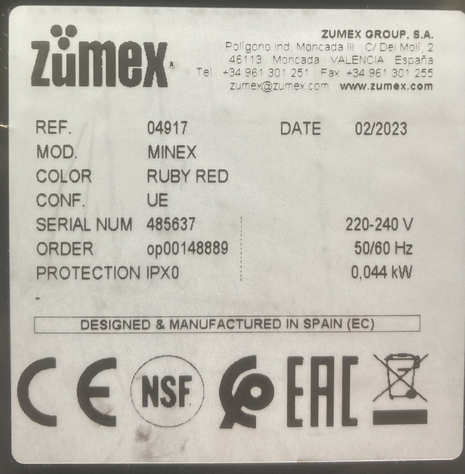 zümex
ZUMEX GROUP, S.A.
Polígono Ind. Moncada III C/ Del Molí, 2
46113 Moncada VALENCIA España
Tel. +34 961 301 251 Fax +34 961 301 255
zumex@zumex.com www.zumex.com
REF. 04917 DATE 02/2023
MOD. MINEX
COLOR RUBY RED
CONF. UE
SERIAL NUM 485637 220-240 V
ORDER op00148889 50/60 Hz
PROTECTION IPX0 0,044 kW
-
DESIGNED & MANUFACTURED IN SPAIN (EC)
CE NSF EAC